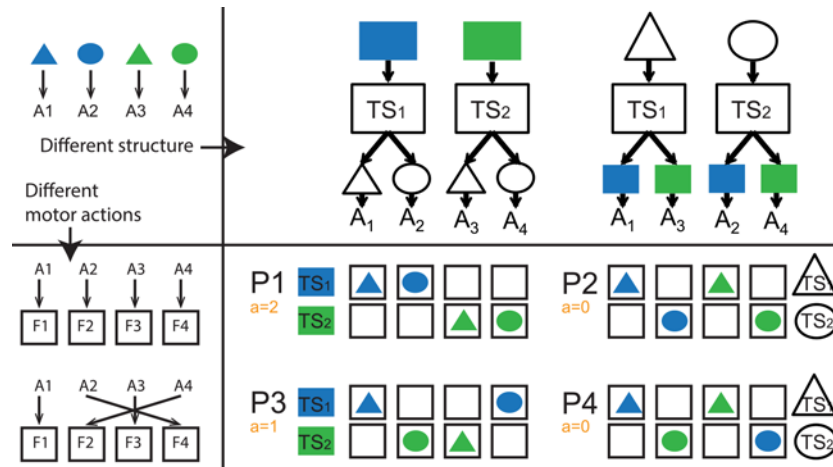 A1 A2 A3 A4
Different structure
Different
motor actions
TS1 TS2
A1 A2 A3 A4
TS1 TS2
A1 A3 A2 A4
A1 A2 A3 A4
F1 F2 F3 F4
A1 A2 A3 A4
F1 F2 F3 F4
P1 TS1
a=2 TS2
P2 TS1
a=0 TS2
P3 TS1
a=1 TS2
P4 TS1
a=0 TS2